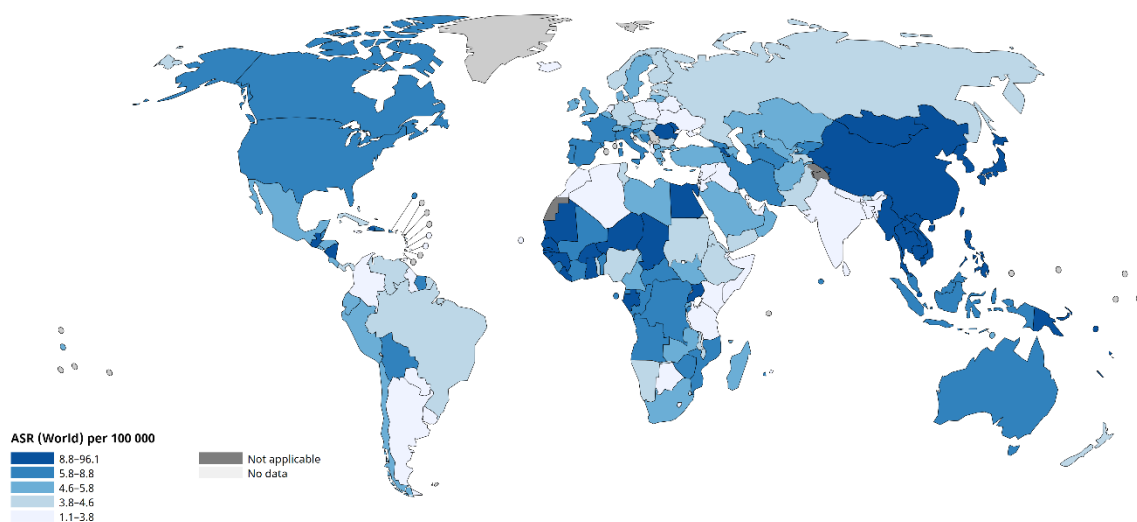 ASR (World) per 100 000
8.8–96.1
5.8–8.8
4.6–5.8
3.8–4.6
1.1–3.8
Not applicable
No data